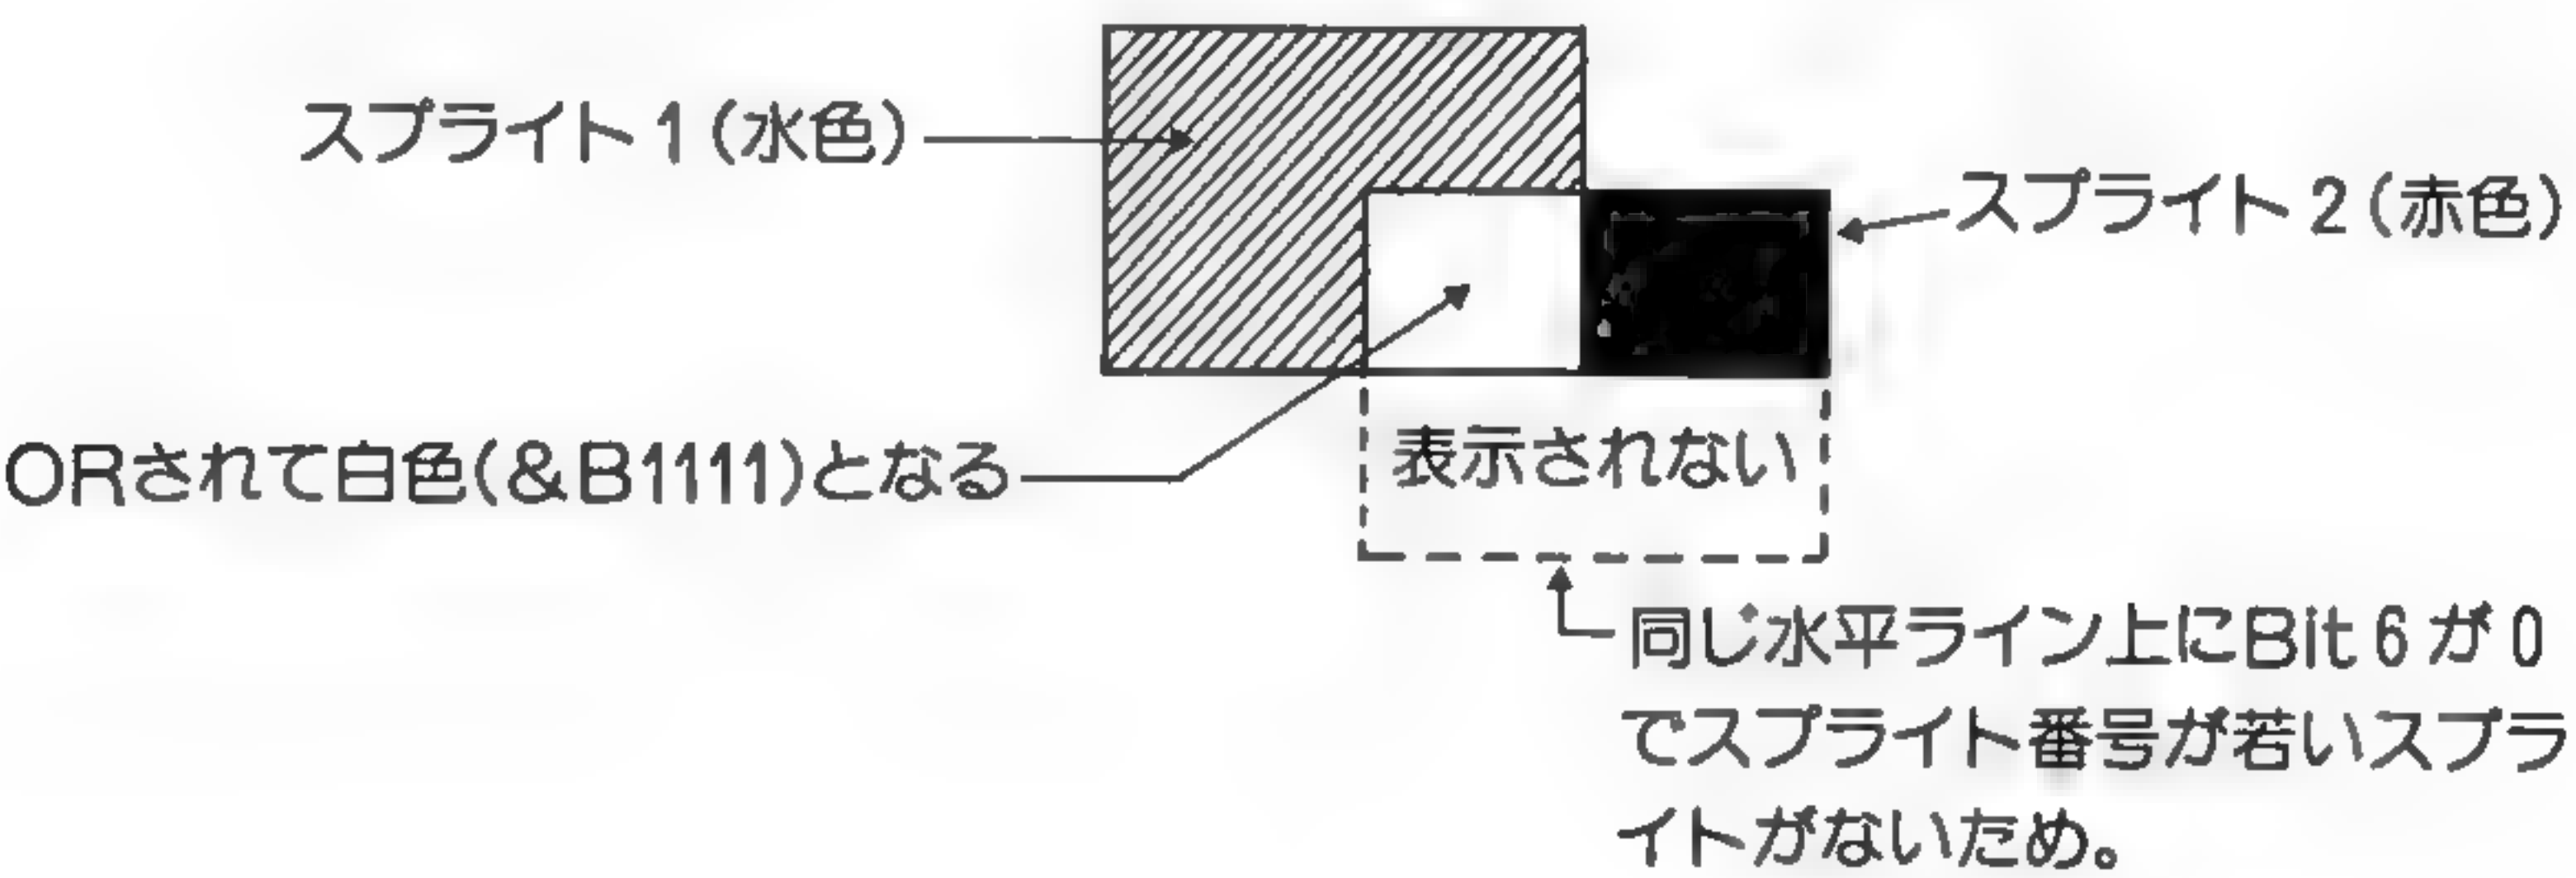 スプライト1(水色)
スプライト2(赤色)
ORされて白色(&B1111)となる
表示されない
同じ水平ライン上にBit 6が0
でスプライト番号が若いスプラ
イトがないため。